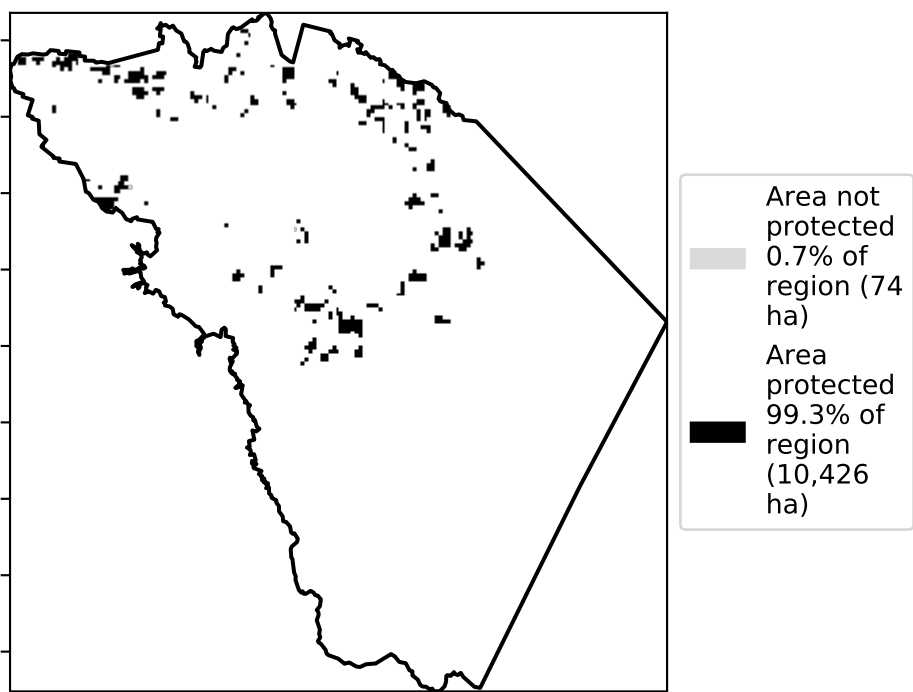 Area not
protected
0.7% of
region (74
ha)
Area
protected
99.3% of
region
(10,426
ha)